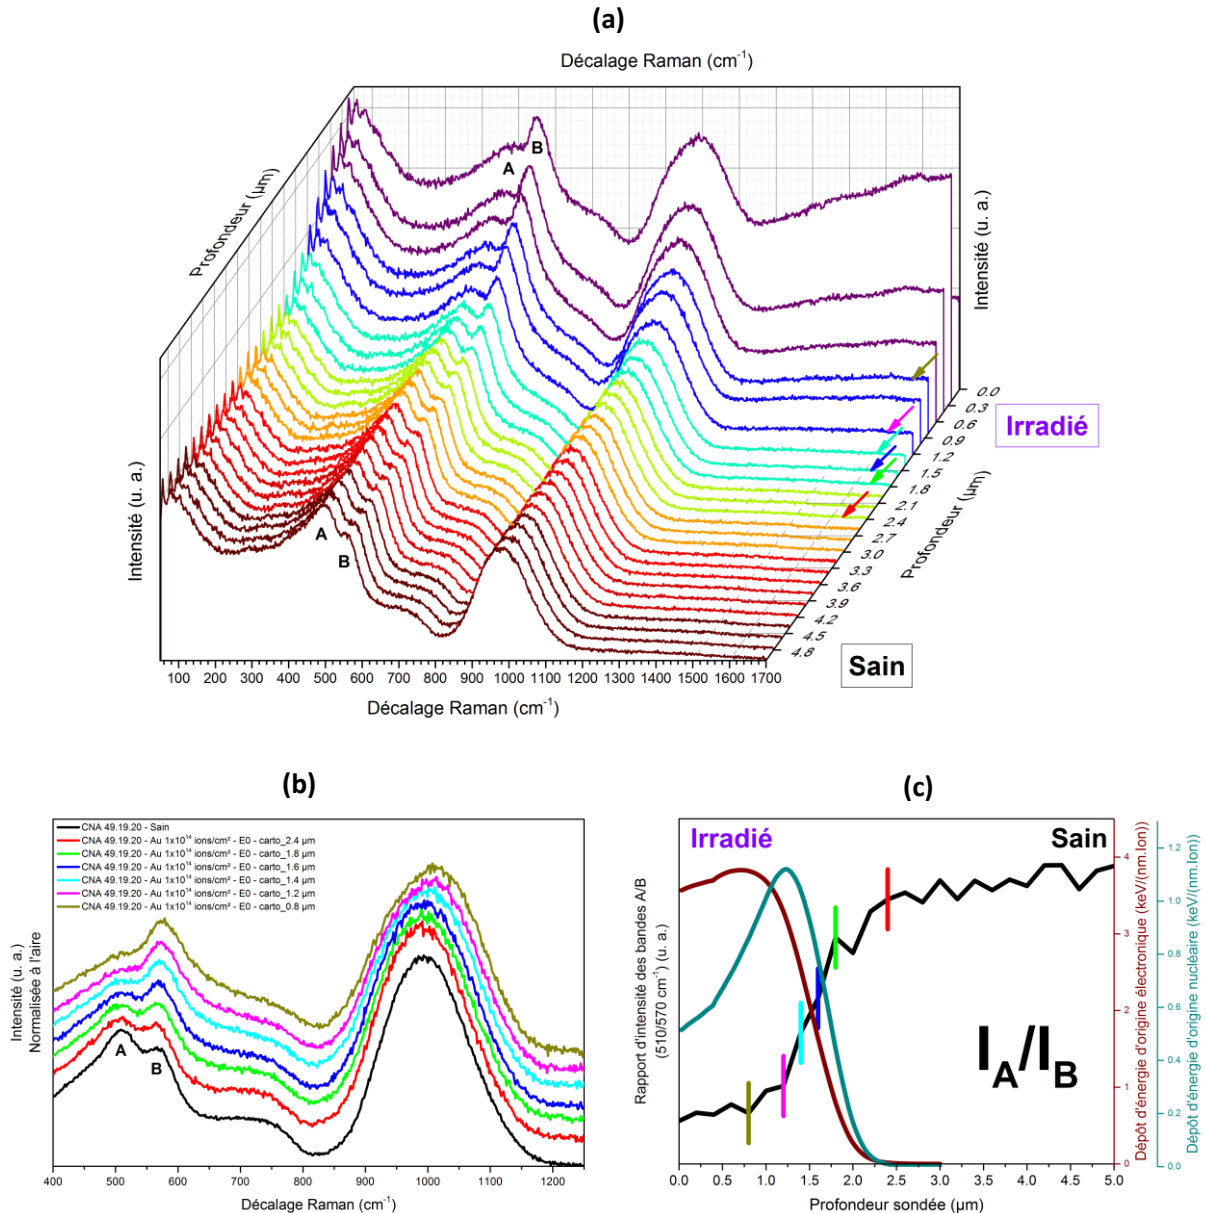 (a)
Décalage Raman (cm⁻¹)
Profondeur (µm)
Intensité (u. a.)
A
B
Intensité (u. a.)
A
B
0.0
0.3
0.6
0.9
1.2
1.5
1.8
2.1
2.4
2.7
3.0
3.3
3.6
3.9
4.2
4.5
4.8
Profondeur (µm)
Irradié
Sain
100 200 300 400 500 600 700 800 900 1000 1100 1200 1300 1400 1500 1600 1700
Décalage Raman (cm⁻¹)
(b)
CNA 49.19.20 - Sain
CNA 49.19.20 - Au 1x10¹⁴ ions/cm² - E0 - carto_2.4 µm
CNA 49.19.20 - Au 1x10¹⁴ ions/cm² - E0 - carto_1.8 µm
CNA 49.19.20 - Au 1x10¹⁴ ions/cm² - E0 - carto_1.6 µm
CNA 49.19.20 - Au 1x10¹⁴ ions/cm² - E0 - carto_1.4 µm
CNA 49.19.20 - Au 1x10¹⁴ ions/cm² - E0 - carto_1.2 µm
CNA 49.19.20 - Au 1x10¹⁴ ions/cm² - E0 - carto_0.8 µm
Intensité (u. a.)
Normalisée à l'aire
A
B
400 500 600 700 800 900 1000 1100 1200
Décalage Raman (cm⁻¹)
(c)
Irradié
Sain
Rapport d'intensité des bandes A/B
(510/570 cm⁻¹) (u. a.)
I_A/I_B
0.0 0.5 1.0 1.5 2.0 2.5 3.0 3.5 4.0 4.5 5.0
Profondeur sondée (µm)
4
3
2
1
0
Dépôt d'énergie d'origine électronique (keV/(nm.Ion))
1.2
1.0
0.8
0.6
0.4
0.2
0.0
Dépôt d'énergie d'origine nucléaire (keV/(nm.Ion))